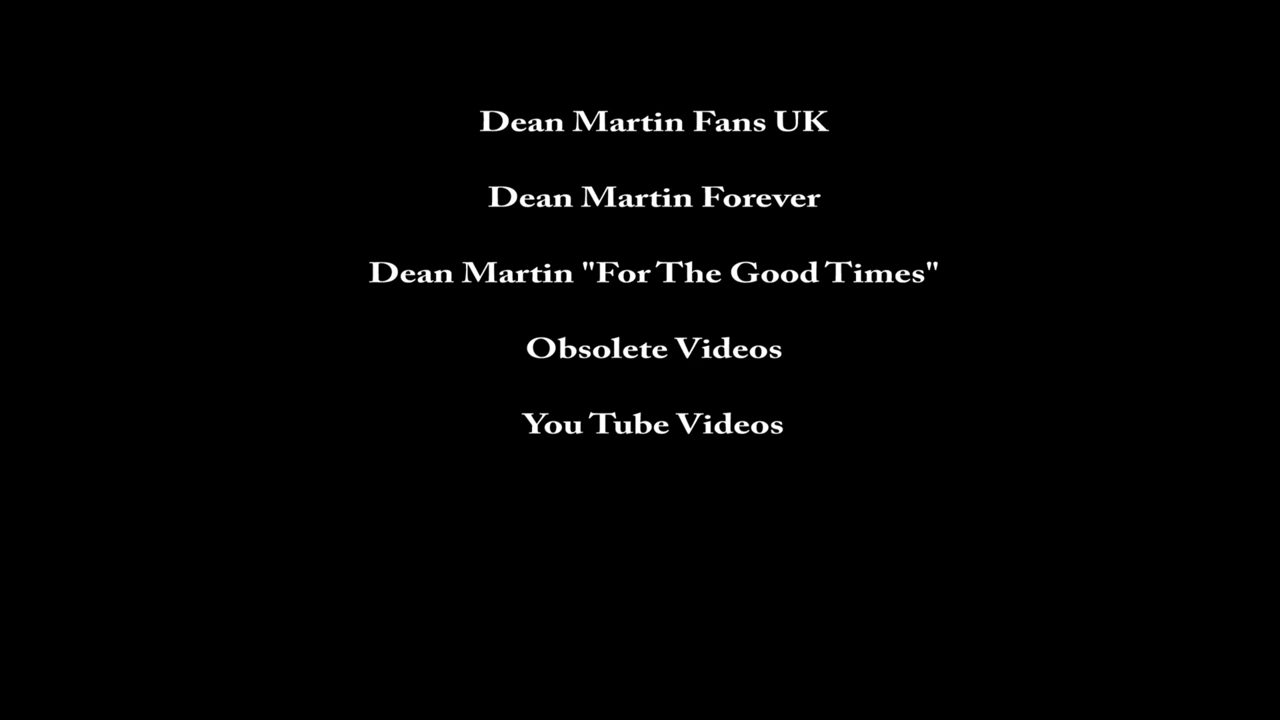 Dean Martin Fans UK
Dean Martin Forever
Dean Martin "For The Good Times"
Obsolete Videos
You Tube Videos